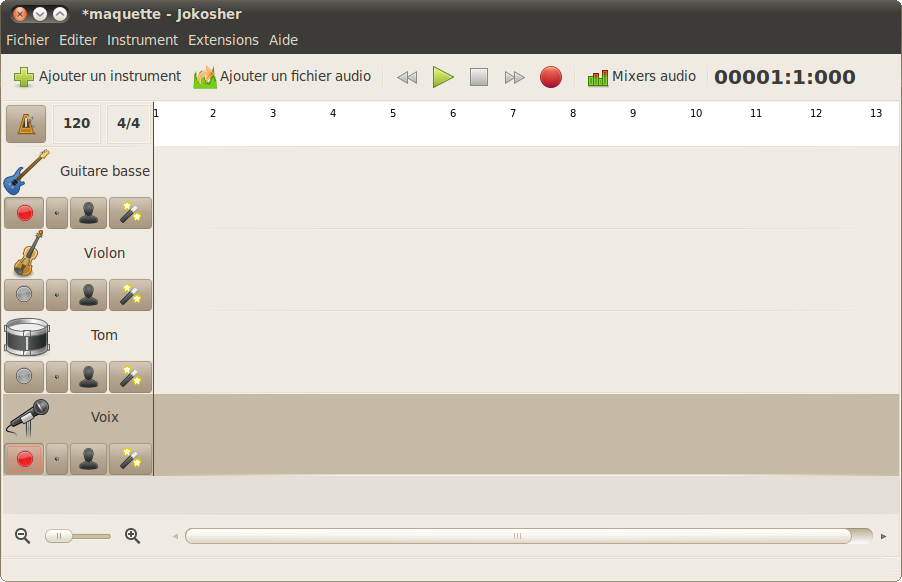 *maquette - Jokosher
Fichier Editer Instrument Extensions Aide
Ajouter un instrument Ajouter un fichier audio Mixers audio 00001:1:000
120 4/4 1 2 3 4 5 6 7 8 9 10 11 12 13
Guitare basse
Violon
Tom
Voix